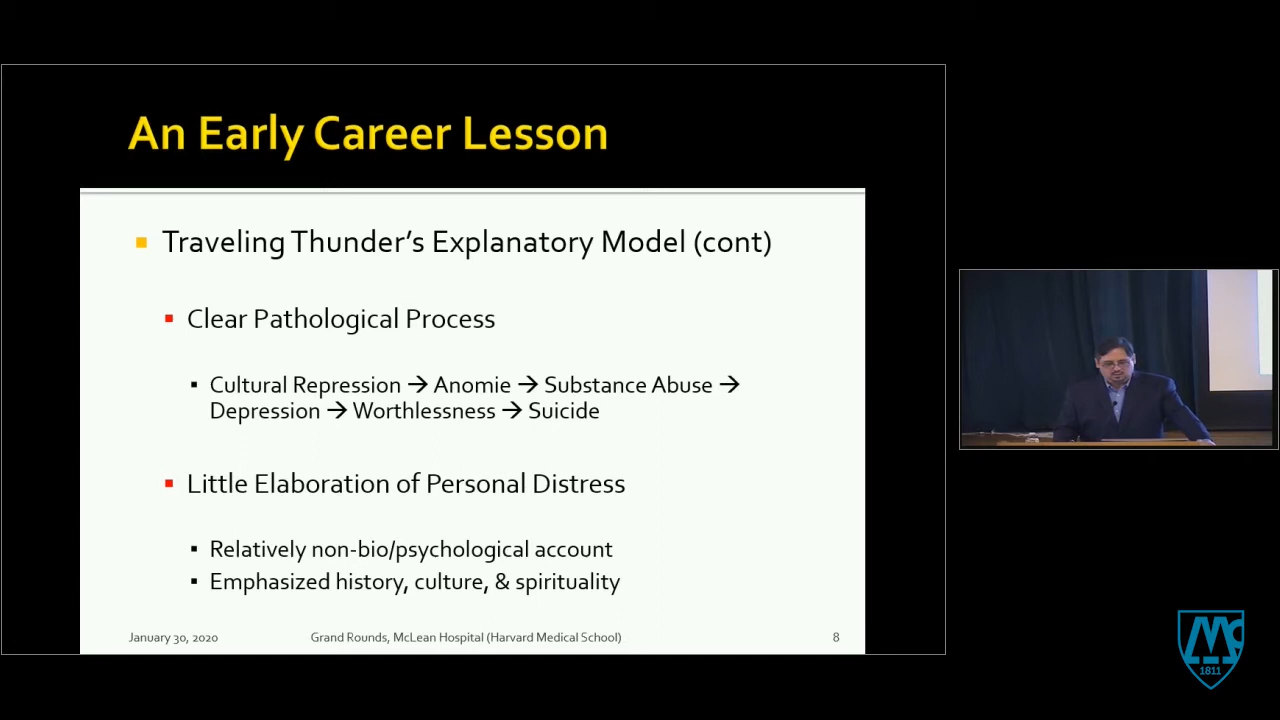 An Early Career Lesson
Traveling Thunder's Explanatory Model (cont)
Clear Pathological Process
Cultural Repression → Anomie → Substance Abuse →
Depression → Worthlessness → Suicide
Little Elaboration of Personal Distress
Relatively non-bio/psychological account
Emphasized history, culture, & spirituality
January 30, 2020 Grand Rounds, McLean Hospital (Harvard Medical School) 8
Mc
1811